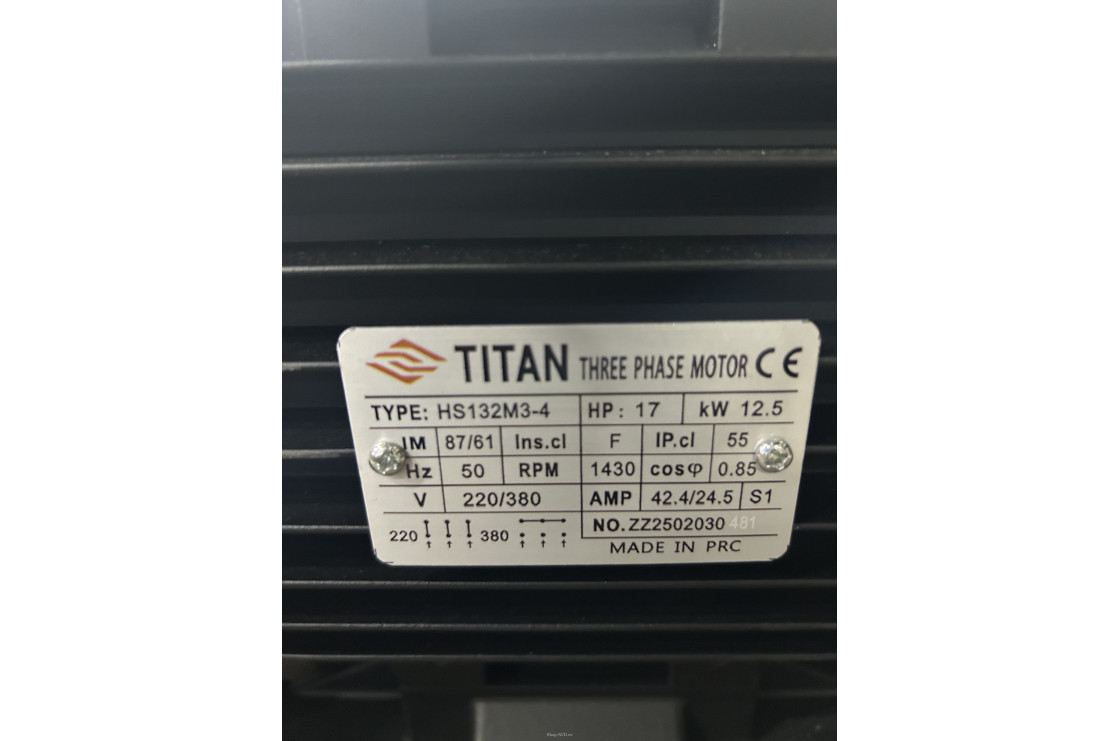 TITAN THREE PHASE MOTOR CE
TYPE: HS132M3-4 HP: 17 kW 12.5
IM 87/61 Ins.cl F IP.cl 55
Hz 50 RPM 1430 cosφ 0.85
V 220/380 AMP 42.4/24.5 S1
220 380 NO. ZZ2502030 481
MADE IN PRC